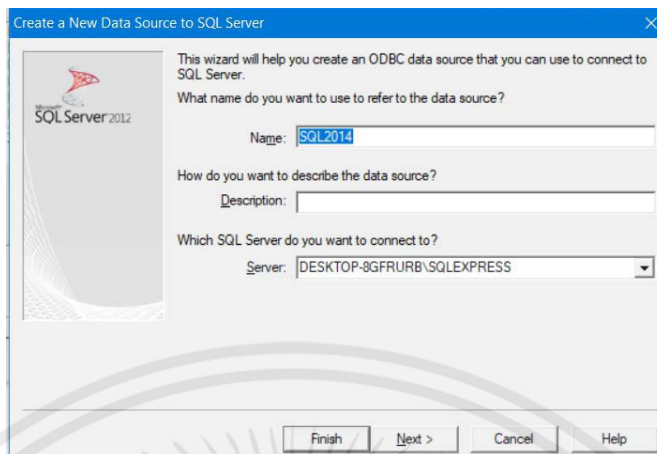 Create a New Data Source to SQL Server
Microsoft
SQL Server 2012
This wizard will help you create an ODBC data source that you can use to connect to
SQL Server.
What name do you want to use to refer to the data source?
Name: SQL2014
How do you want to describe the data source?
Description:
Which SQL Server do you want to connect to?
Server: DESKTOP-8GFRURB\SQLEXPRESS
Finish Next > Cancel Help